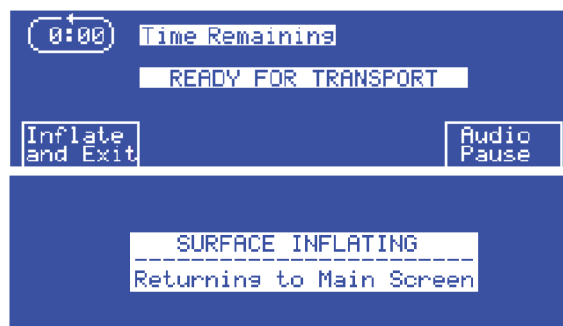 0:00 Time Remaining
READY FOR TRANSPORT
Inflate Audio
and Exit Pause
SURFACE INFLATING
Returning to Main Screen